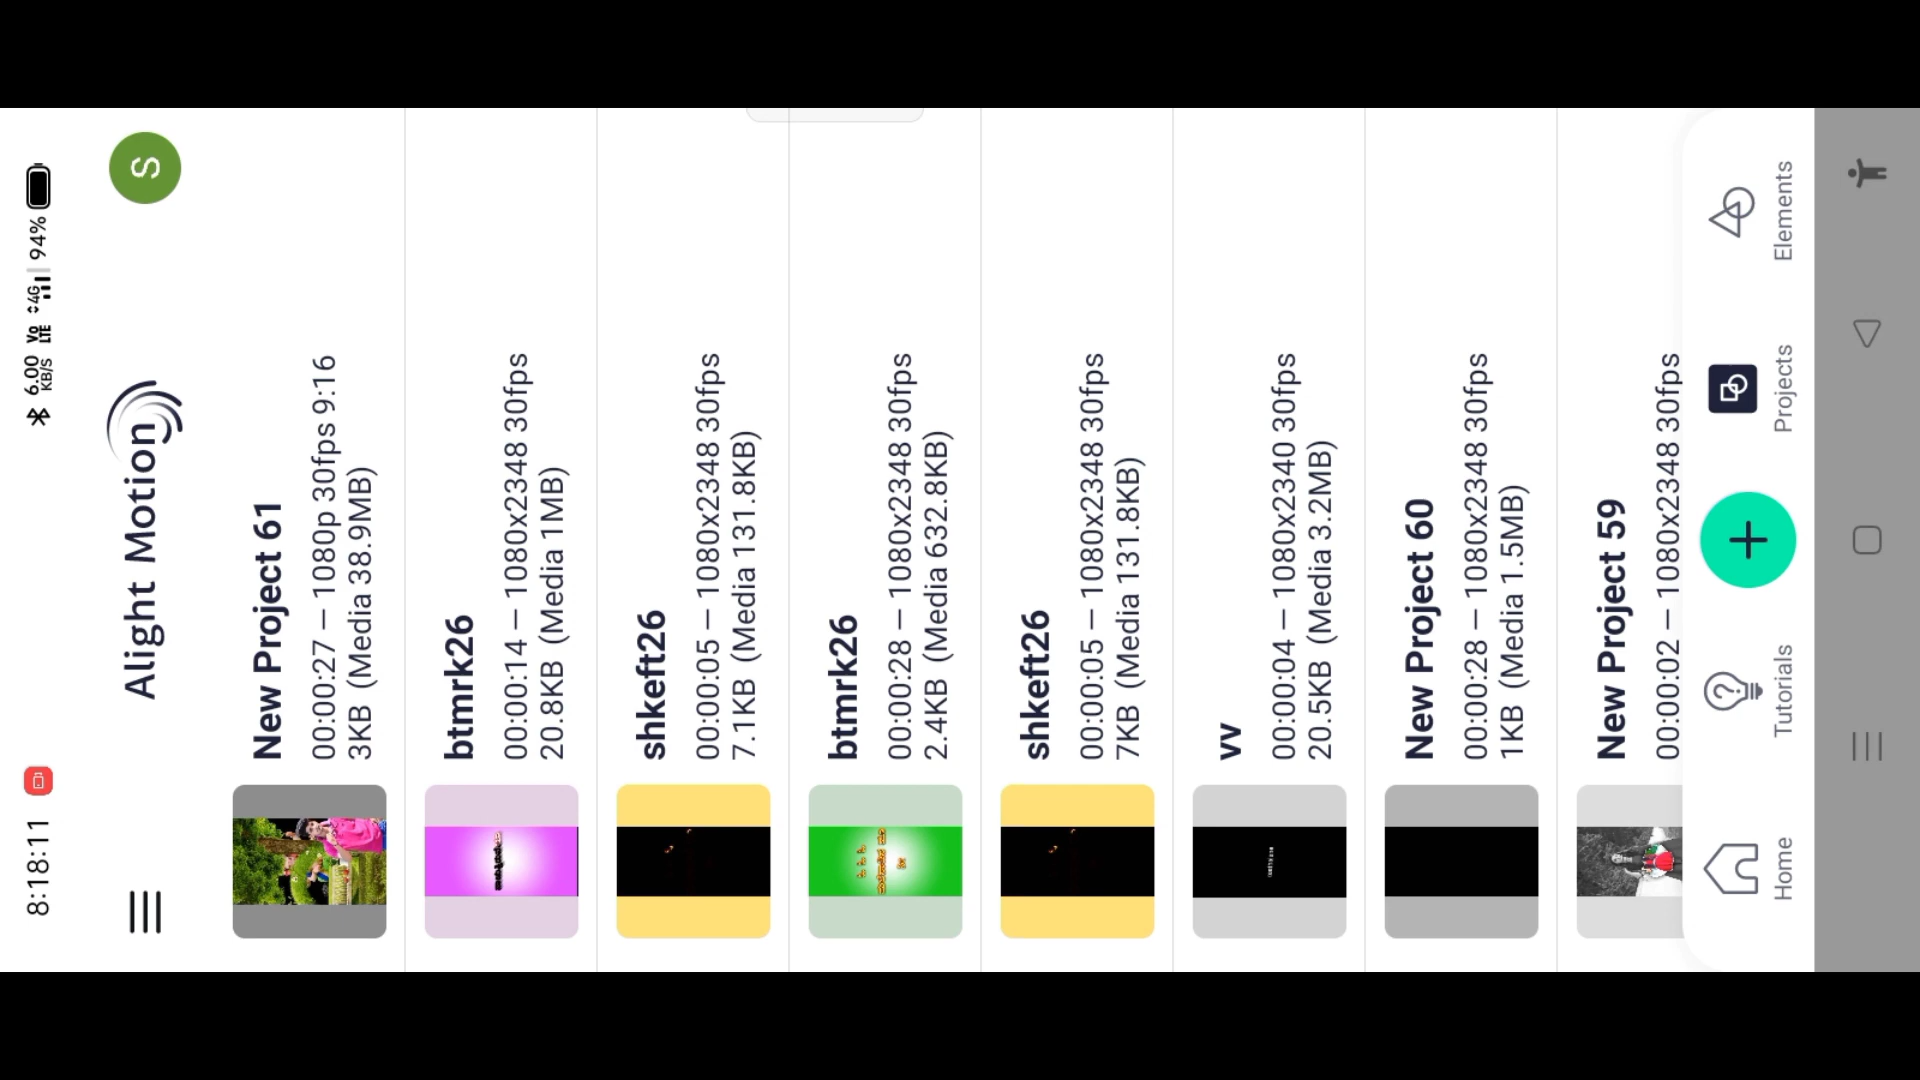 8:18:11
6.00
KB/S
Vo
LTE
4G
94%
Alight Motion
S
New Project 61
00:00:27 — 1080p 30fps 9:16
3KB (Media 38.9MB)
btmrk26
00:00:14 — 1080x2348 30fps
20.8KB (Media 1MB)
shkeft26
00:00:05 — 1080x2348 30fps
7.1KB (Media 131.8KB)
btmrk26
00:00:28 — 1080x2348 30fps
2.4KB (Media 632.8KB)
shkeft26
00:00:05 — 1080x2348 30fps
7KB (Media 131.8KB)
vv
00:00:04 — 1080x2340 30fps
20.5KB (Media 3.2MB)
New Project 60
00:00:28 — 1080x2348 30fps
1KB (Media 1.5MB)
New Project 59
00:00:02 — 1080x2348 30fps
Home
Tutorials
Projects
Elements